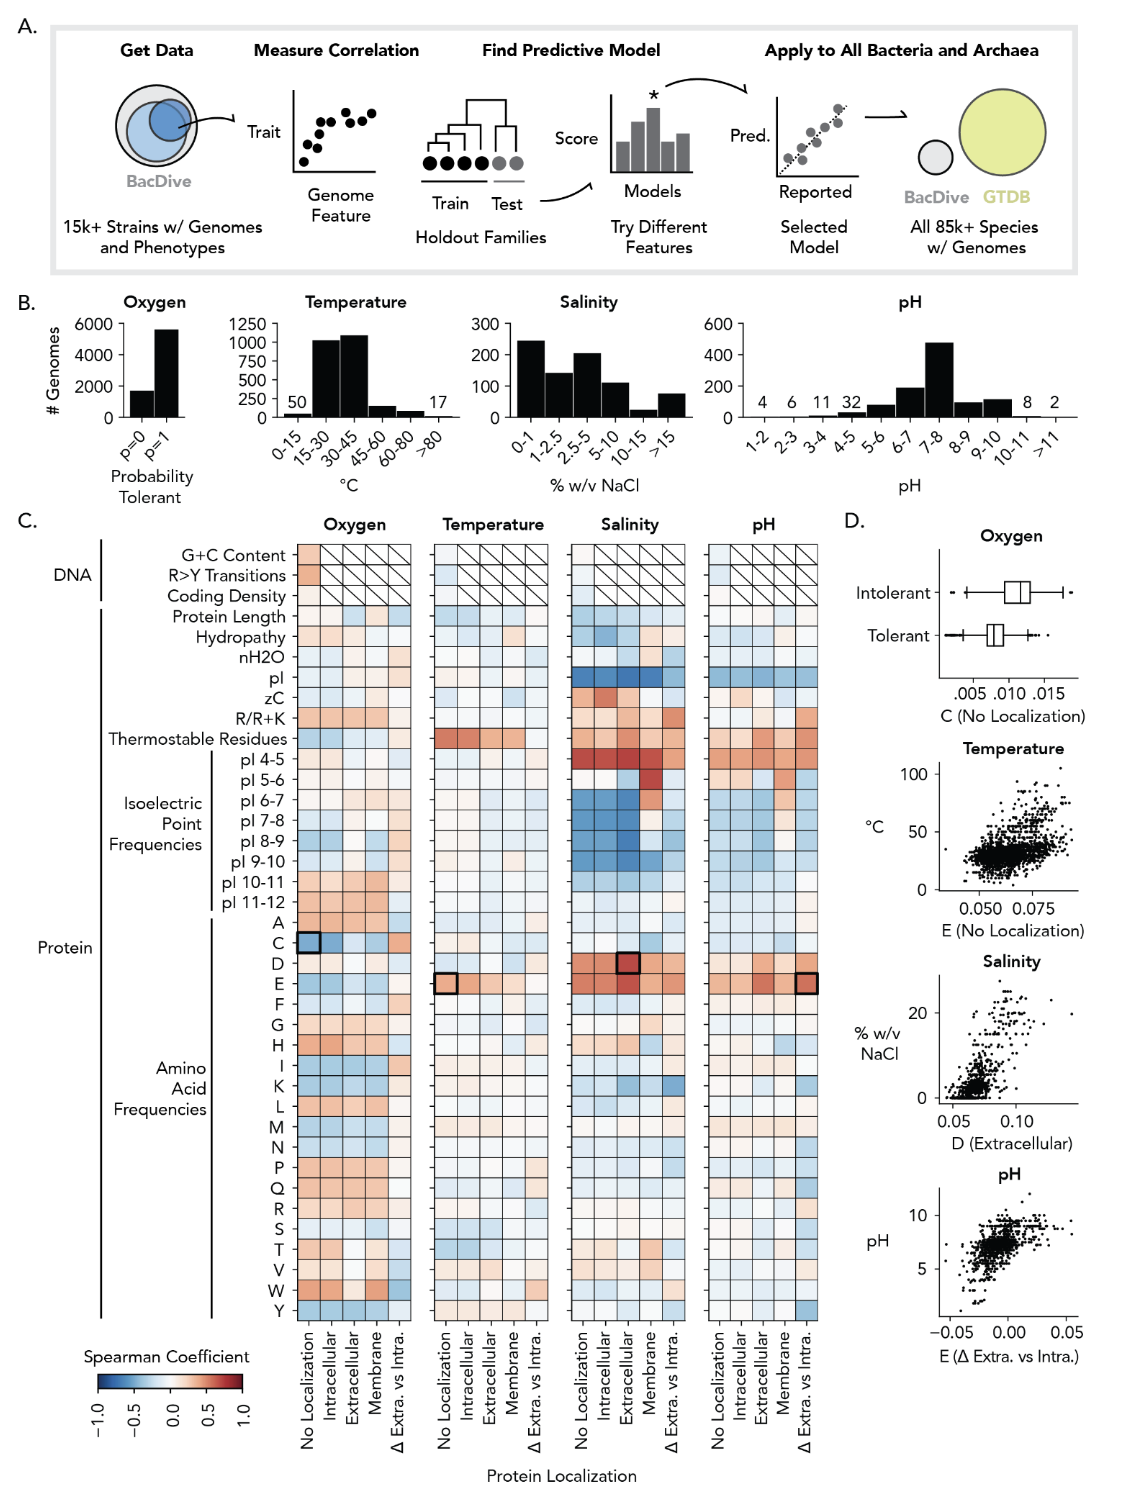 A.
Get Data
Measure Correlation
Find Predictive Model
Apply to All Bacteria and Archaea
BacDive
15k+ Strains w/ Genomes
and Phenotypes
Trait
Genome
Feature
Train
Test
Holdout Families
Score
*
Models
Try Different
Features
Pred.
Reported
Selected
Model
BacDive
GTDB
All 85k+ Species
w/ Genomes
B.
Oxygen
# Genomes
6000
4000
2000
0
p=0
p=1
Probability
Tolerant
Temperature
1250
1000
750
500
250
0
50
17
0-15
15-30
30-45
45-60
60-80
>80
°C
Salinity
300
200
100
0
0-1
1-2.5
2.5-5
5-10
10-15
>15
% w/v NaCl
pH
600
400
200
0
4
6
11
32
8
2
1-2
2-3
3-4
4-5
5-6
6-7
7-8
8-9
9-10
10-11
>11
pH
C.
Oxygen
Temperature
Salinity
pH
DNA
G+C Content
R>Y Transitions
Coding Density
Protein
Protein Length
Hydropathy
nH2O
pI
zC
R/R+K
Thermostable Residues
Isoelectric
Point
Frequencies
pI 4-5
pI 5-6
pI 6-7
pI 7-8
pI 8-9
pI 9-10
pI 10-11
pI 11-12
Amino
Acid
Frequencies
A
C
D
E
F
G
H
I
K
L
M
N
P
Q
R
S
T
V
W
Y
No Localization
Intracellular
Extracellular
Membrane
Δ Extra. vs Intra.
No Localization
Intracellular
Extracellular
Membrane
Δ Extra. vs Intra.
No Localization
Intracellular
Extracellular
Membrane
Δ Extra. vs Intra.
No Localization
Intracellular
Extracellular
Membrane
Δ Extra. vs Intra.
Protein Localization
Spearman Coefficient
−1.0
−0.5
0.0
0.5
1.0
D.
Oxygen
Intolerant
Tolerant
.005
.010
.015
C (No Localization)
Temperature
100
50
0
°C
0.050
0.075
E (No Localization)
Salinity
20
0
% w/v
NaCl
0.05
0.10
D (Extracellular)
pH
10
5
pH
−0.05
0.00
0.05
E (Δ Extra. vs Intra.)